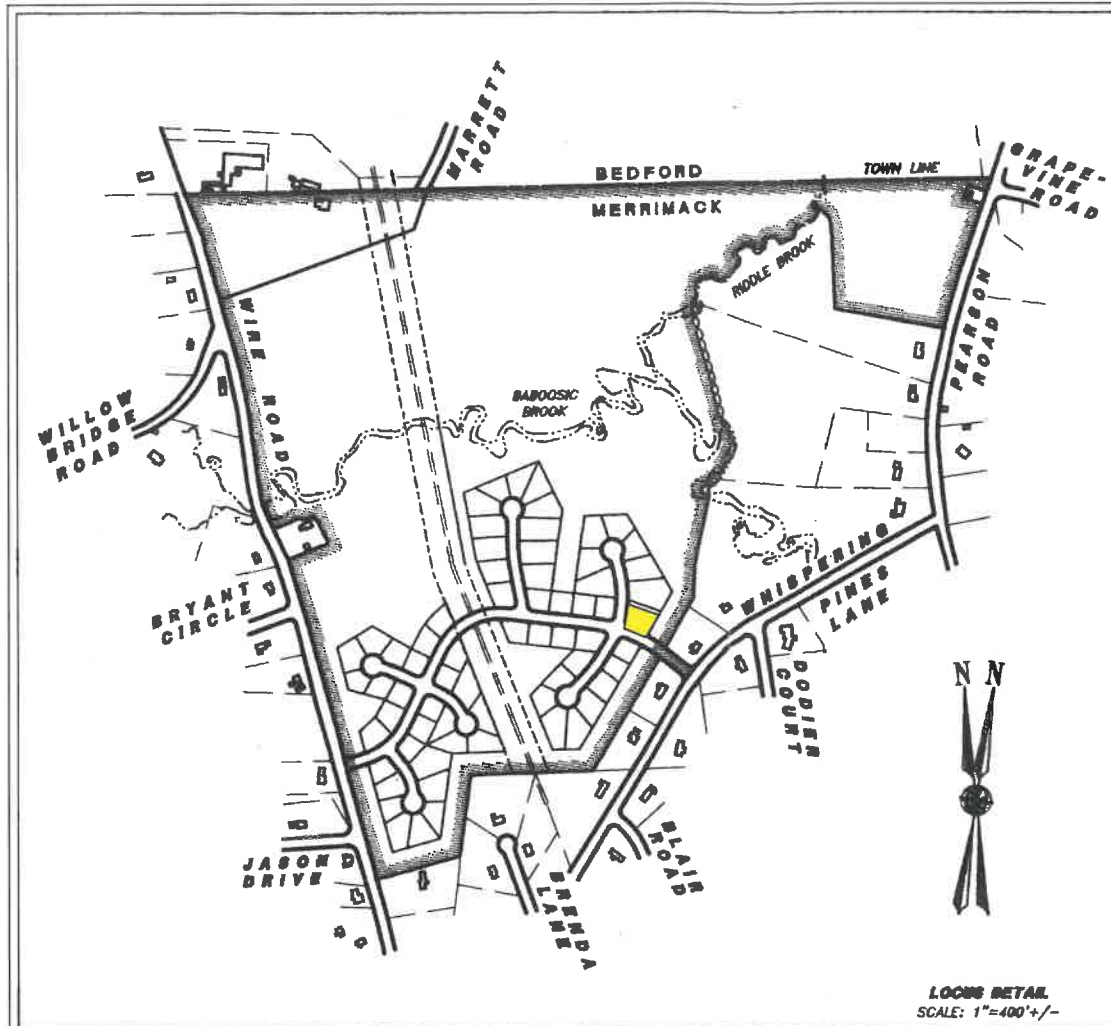 MARRETT
ROAD
BEDFORD
TOWN LINE
MERRIMACK
GRAPE-
VINE
ROAD
RIDDLE BROOK
WIRE ROAD
PEARSON
ROAD
WILLOW
BRIDGE
ROAD
BABOOSIC
BROOK
WHISPERING
PINES
LANE
BRYANT
CIRCLE
DODIER
COURT
N N
JASON
DRIVE
BLAIR
ROAD
BRENDA
LANE
LOCUS DETAIL
SCALE: 1"=400'+/-